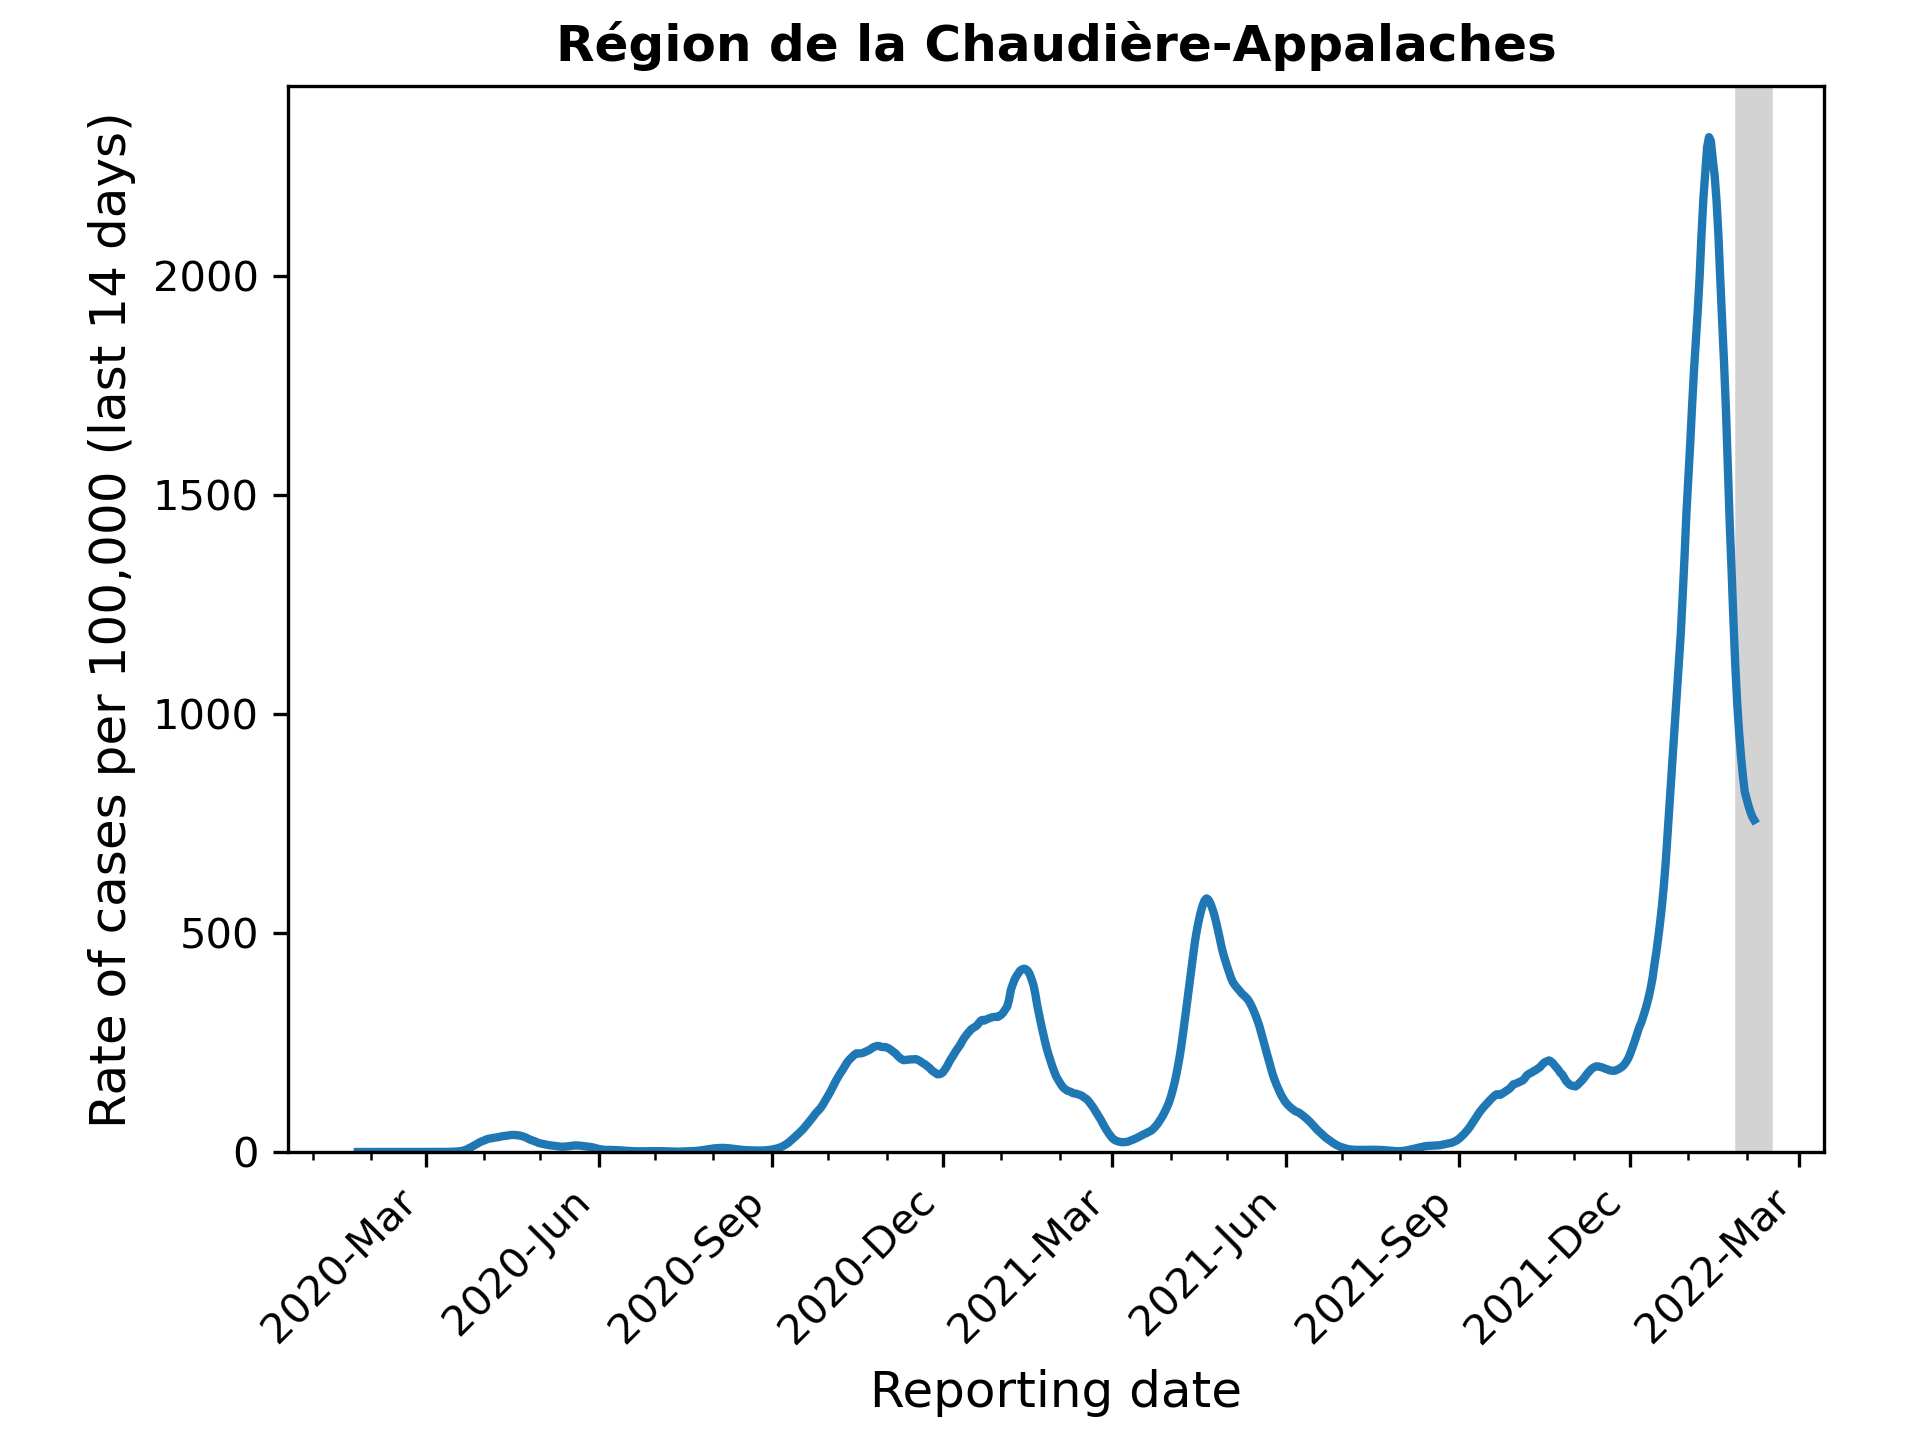 Région de la Chaudière-Appalaches
Rate of cases per 100,000 (last 14 days)
2000
1500
1000
500
0
2020-Mar
2020-Jun
2020-Sep
2020-Dec
2021-Mar
2021-Jun
2021-Sep
2021-Dec
2022-Mar
Reporting date